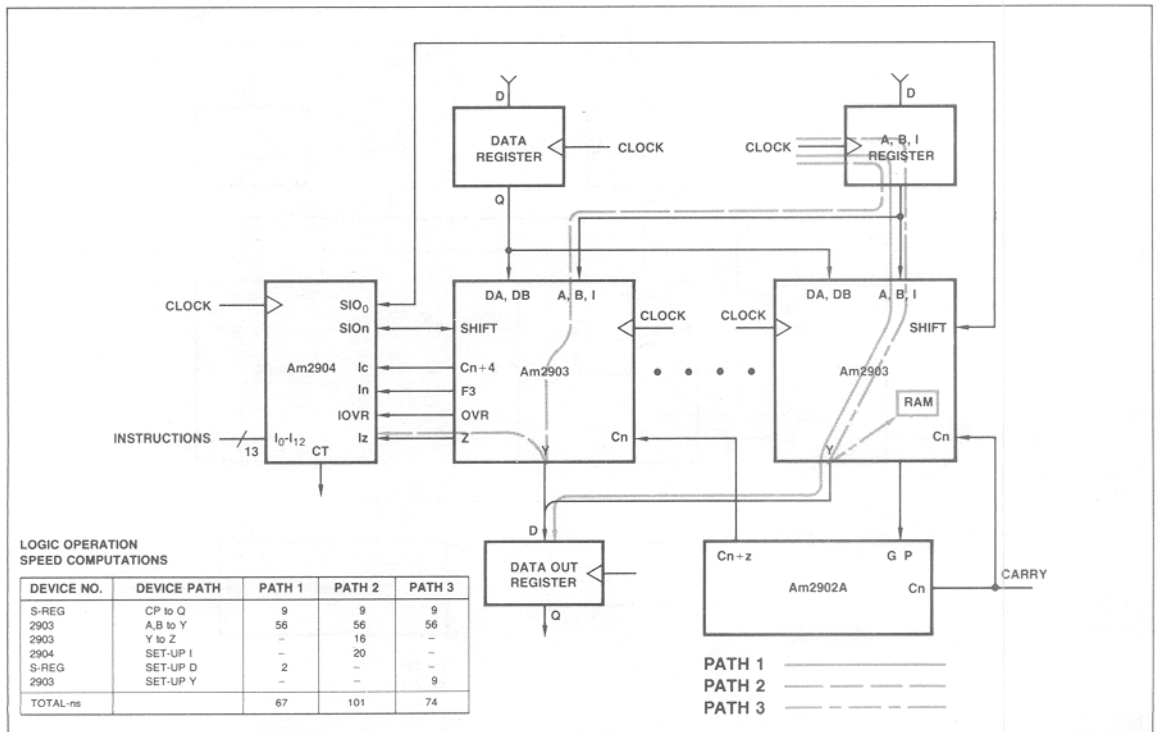 D
D
DATA
REGISTER
CLOCK
CLOCK
A, B, I
REGISTER
Q
CLOCK
SIO0
SIOn
Am2904
Ic
In
IOVR
Iz
INSTRUCTIONS
13
I0-I12
CT
DA, DB
A, B, I
SHIFT
CLOCK
Cn+4
Am2903
F3
OVR
Z
Y
Cn
CLOCK
DA, DB
A, B, I
SHIFT
Am2903
RAM
Y
Cn
D
DATA OUT
REGISTER
Q
Cn+z
G P
Am2902A
Cn
CARRY
LOGIC OPERATION
SPEED COMPUTATIONS
DEVICE NO. DEVICE PATH PATH 1 PATH 2 PATH 3
S-REG CP to Q 9 9 9
2903 A,B to Y 56 56 56
2903 Y to Z – 16 –
2904 SET-UP I – 20 –
S-REG SET-UP D 2 – –
2903 SET-UP Y – – 9
TOTAL-ns 67 101 74
PATH 1
PATH 2
PATH 3